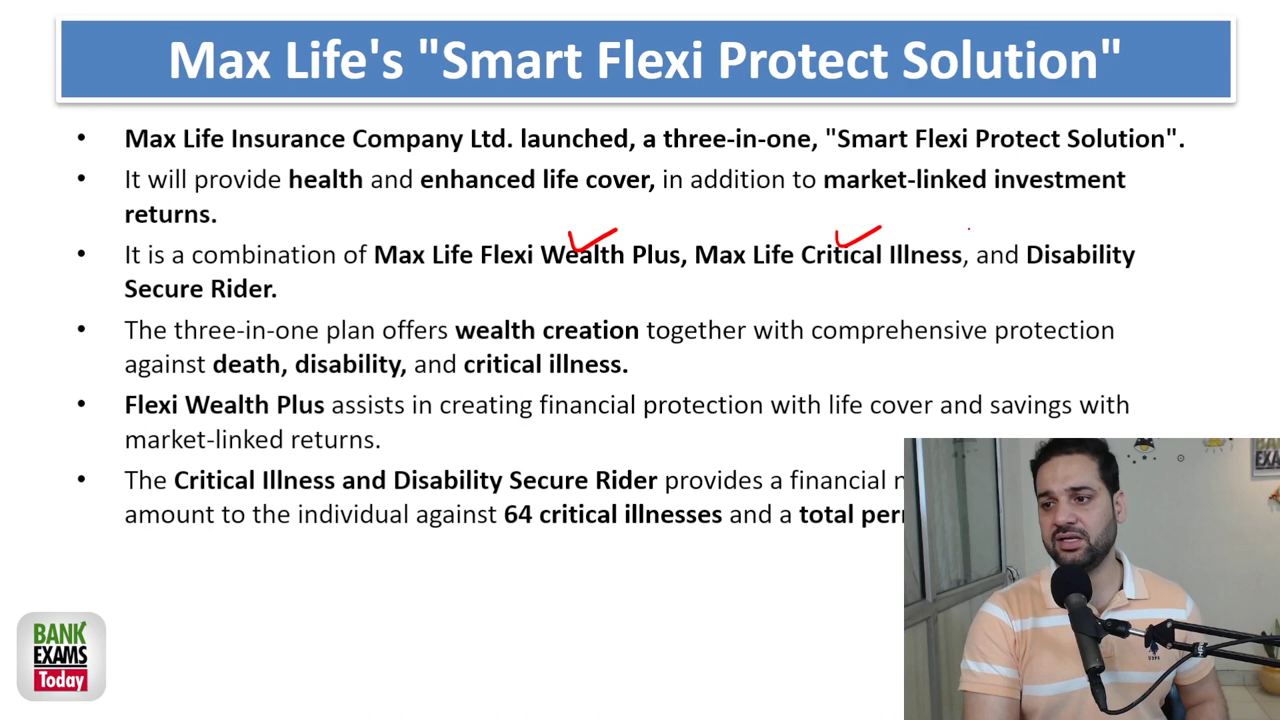 Max Life's "Smart Flexi Protect Solution"
• Max Life Insurance Company Ltd. launched, a three-in-one, "Smart Flexi Protect Solution".
• It will provide health and enhanced life cover, in addition to market-linked investment
returns.
• It is a combination of Max Life Flexi Wealth Plus, Max Life Critical Illness, and Disability
Secure Rider.
• The three-in-one plan offers wealth creation together with comprehensive protection
against death, disability, and critical illness.
• Flexi Wealth Plus assists in creating financial protection with life cover and savings with
market-linked returns.
• The Critical Illness and Disability Secure Rider provides a financial
amount to the individual against 64 critical illnesses and a total
BANK
EXAMS
Today